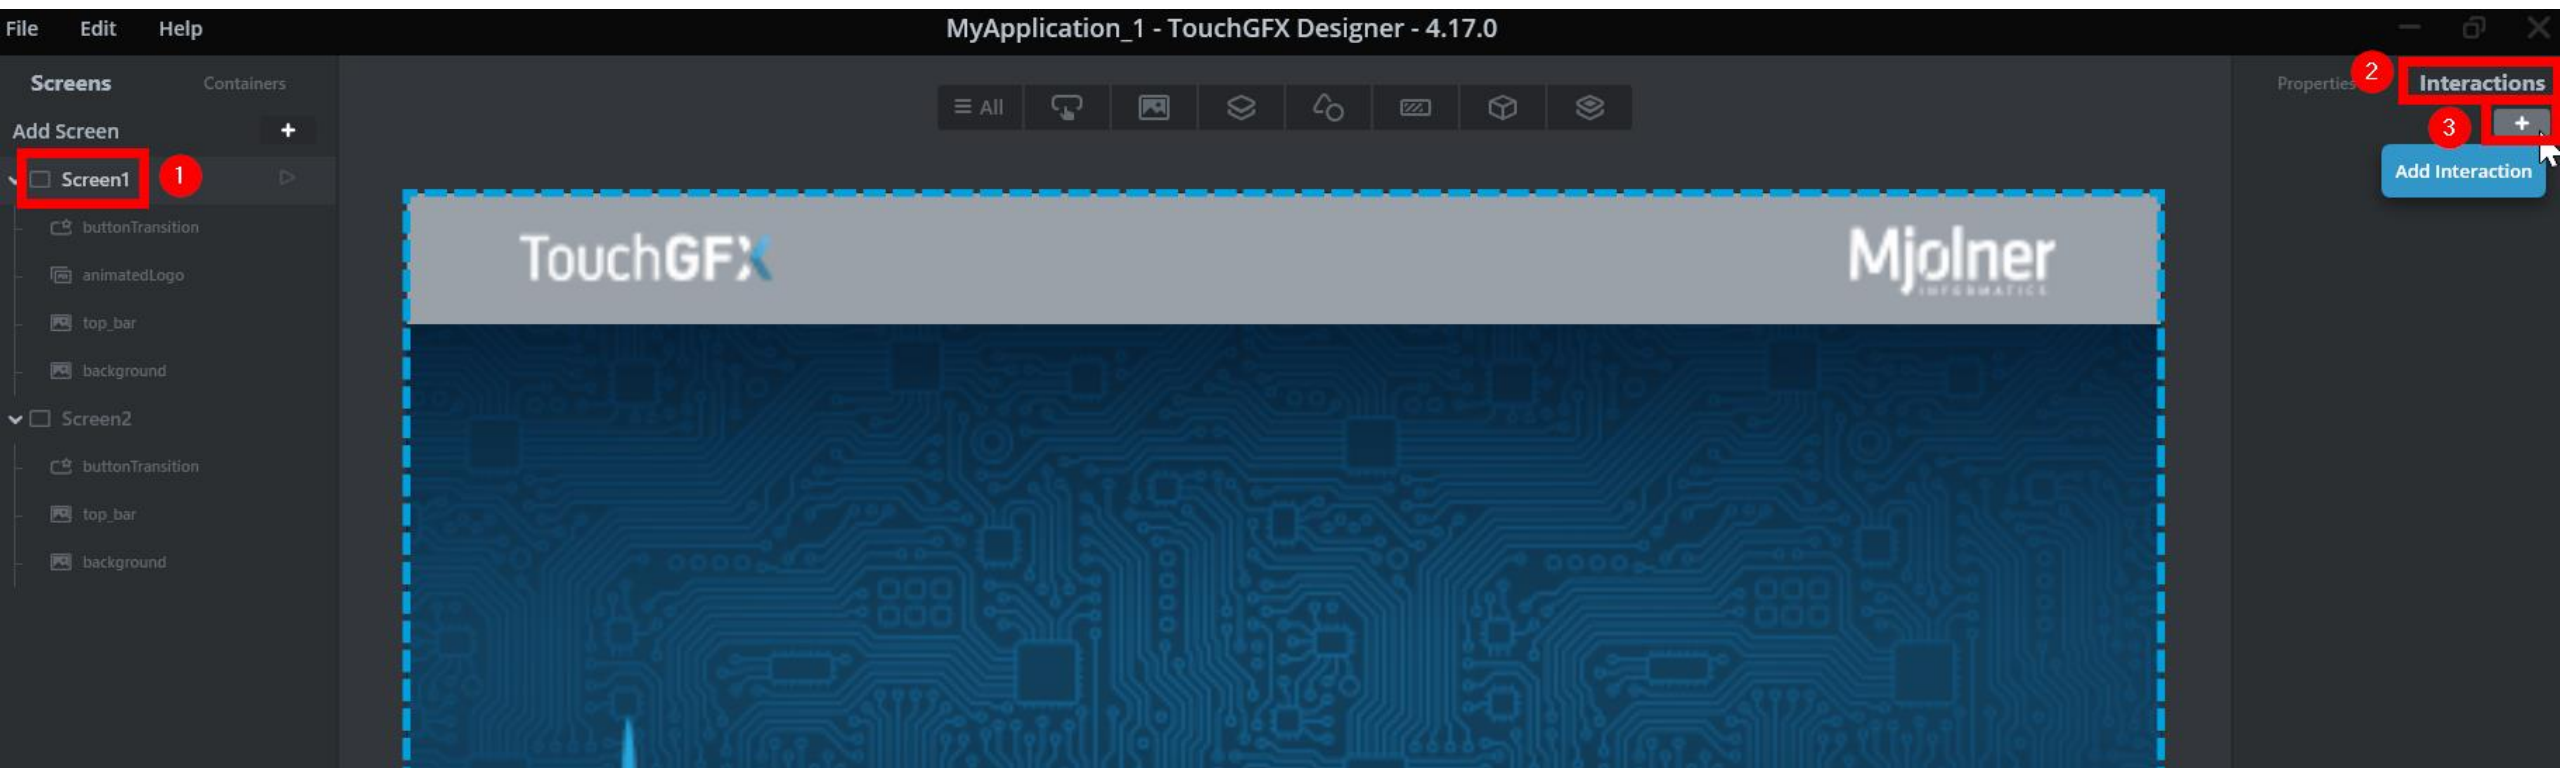 File Edit Help
MyApplication_1 - TouchGFX Designer - 4.17.0
Screens Containers
Add Screen +
Screen1 1
buttonTransition
animatedLogo
top_bar
background
Screen2
buttonTransition
top_bar
background
All
TouchGFX
Mjolner
INFORMATICS
Properties 2 Interactions
3 +
Add Interaction